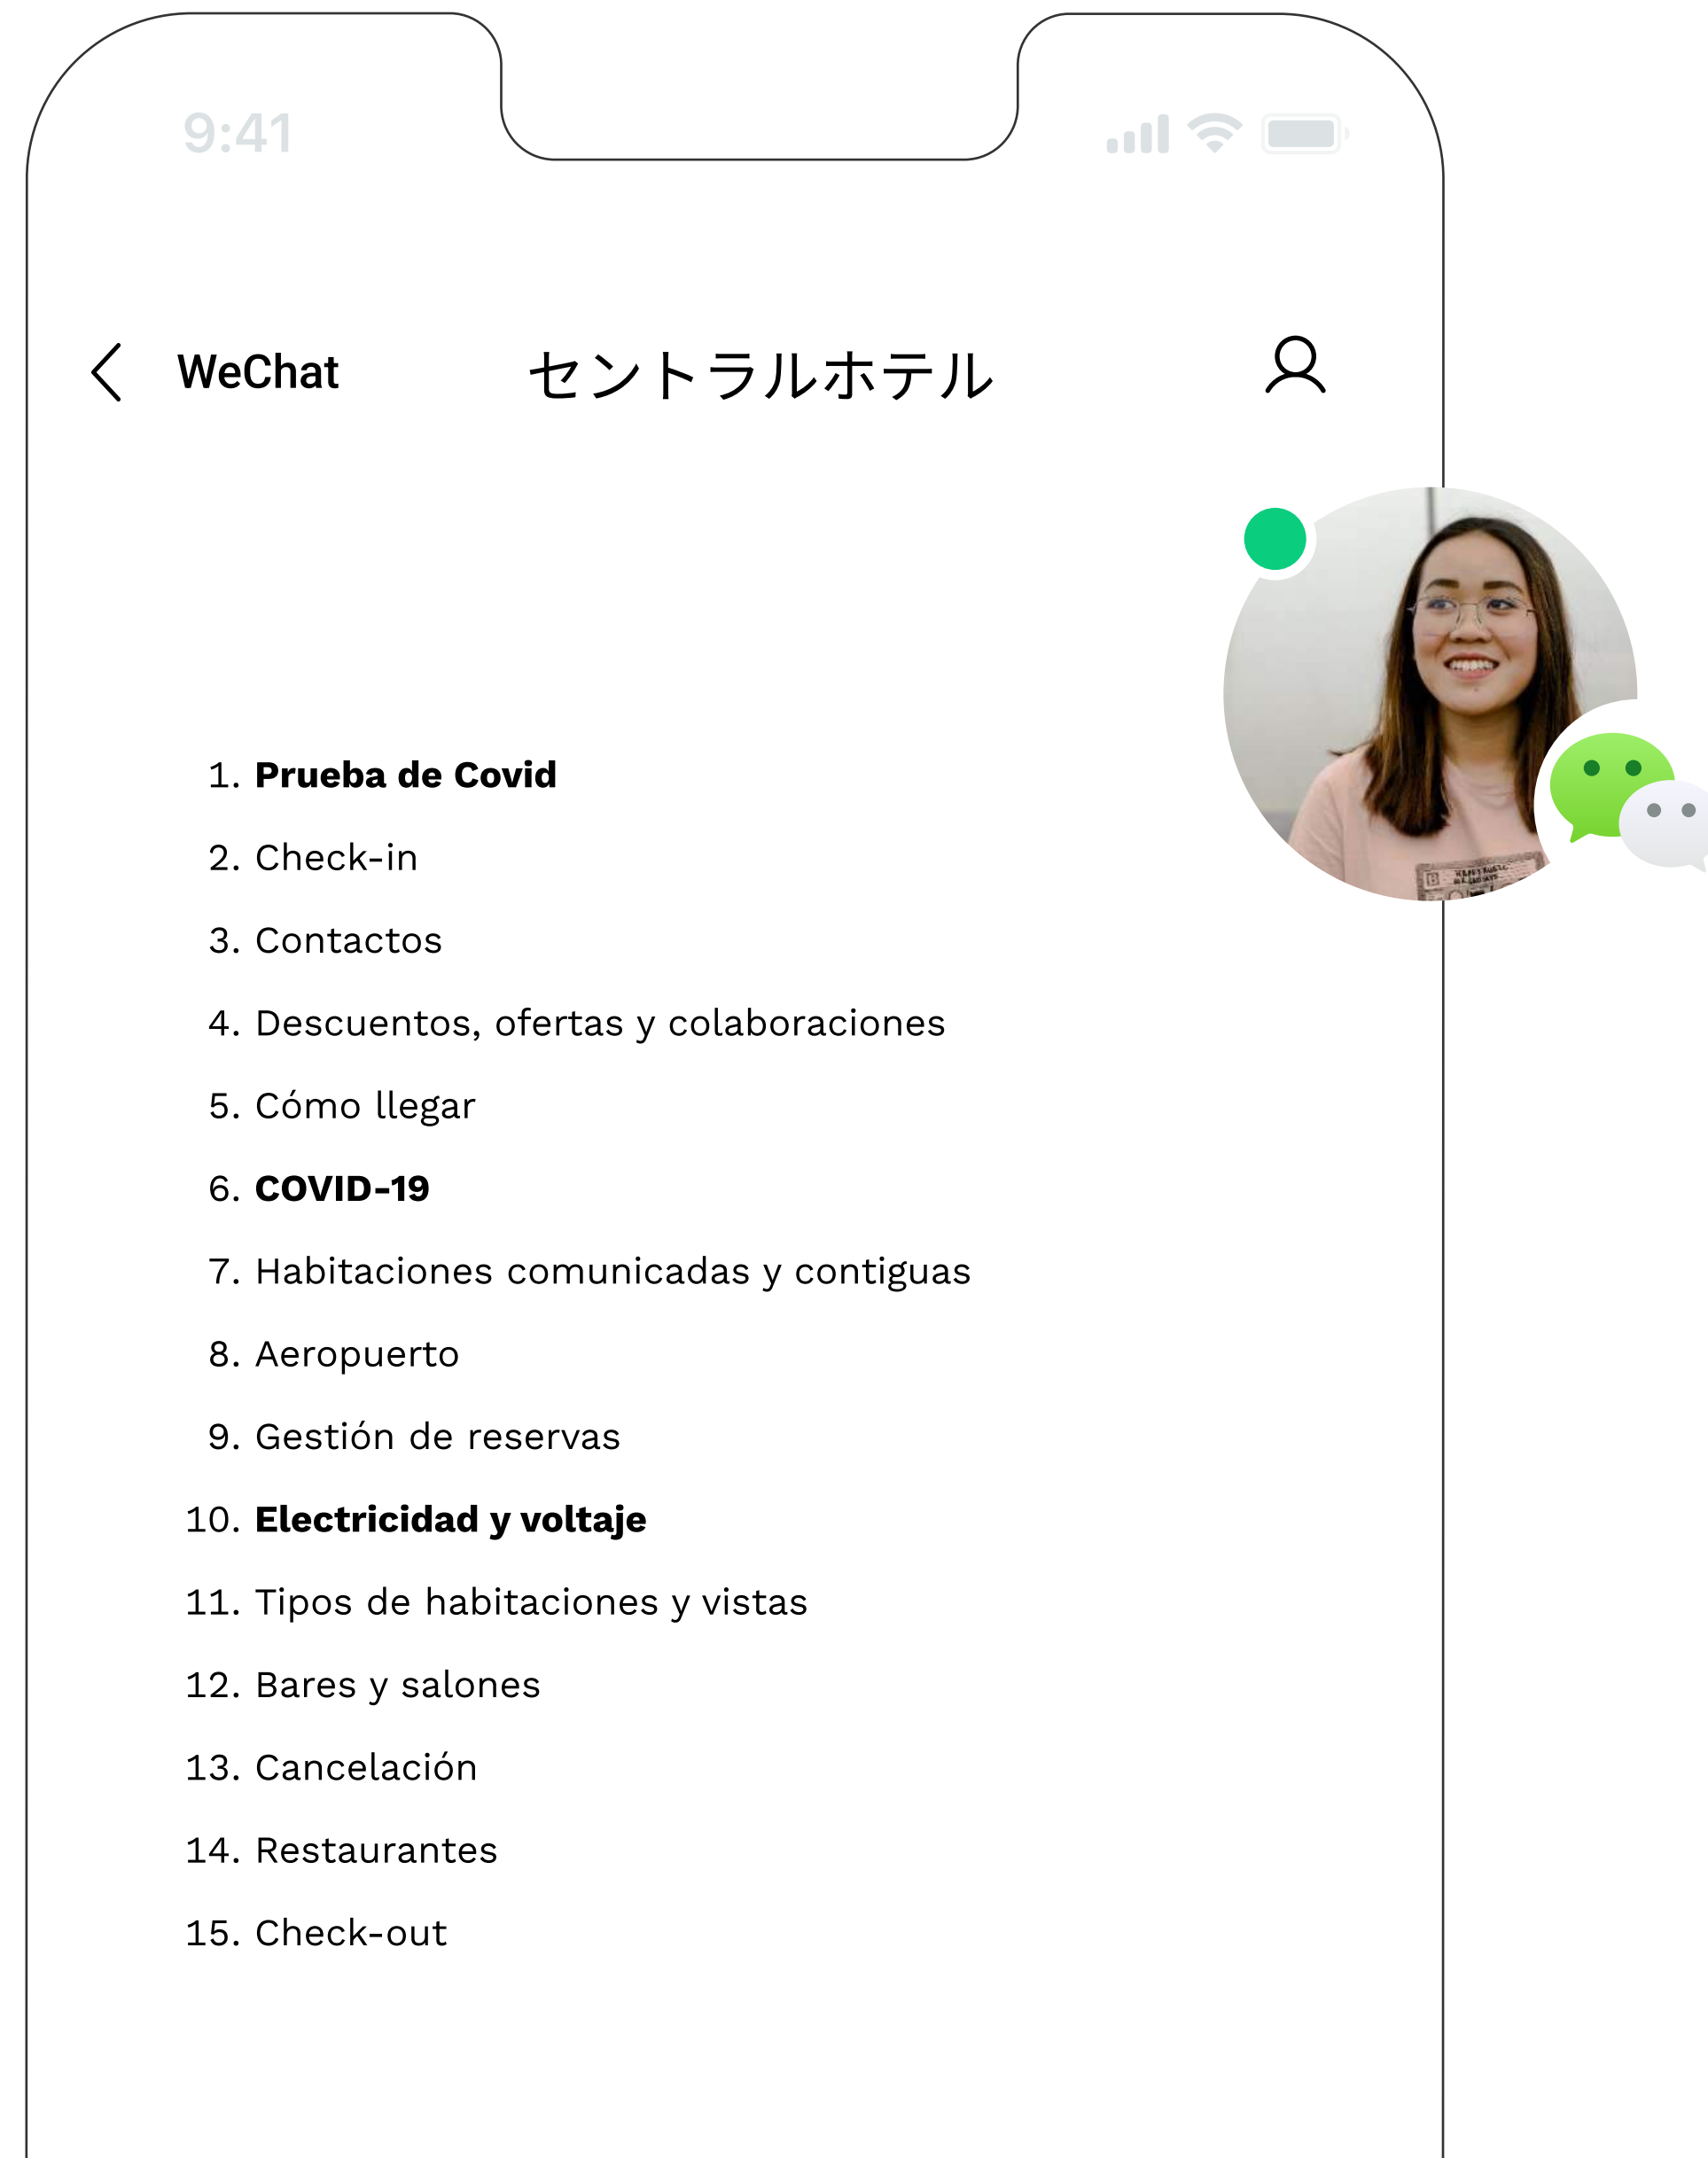 9:41
WeChat セントラルホテル
1. Prueba de Covid
2. Check-in
3. Contactos
4. Descuentos, ofertas y colaboraciones
5. Cómo llegar
6. COVID-19
7. Habitaciones comunicadas y contiguas
8. Aeropuerto
9. Gestión de reservas
10. Electricidad y voltaje
11. Tipos de habitaciones y vistas
12. Bares y salones
13. Cancelación
14. Restaurantes
15. Check-out